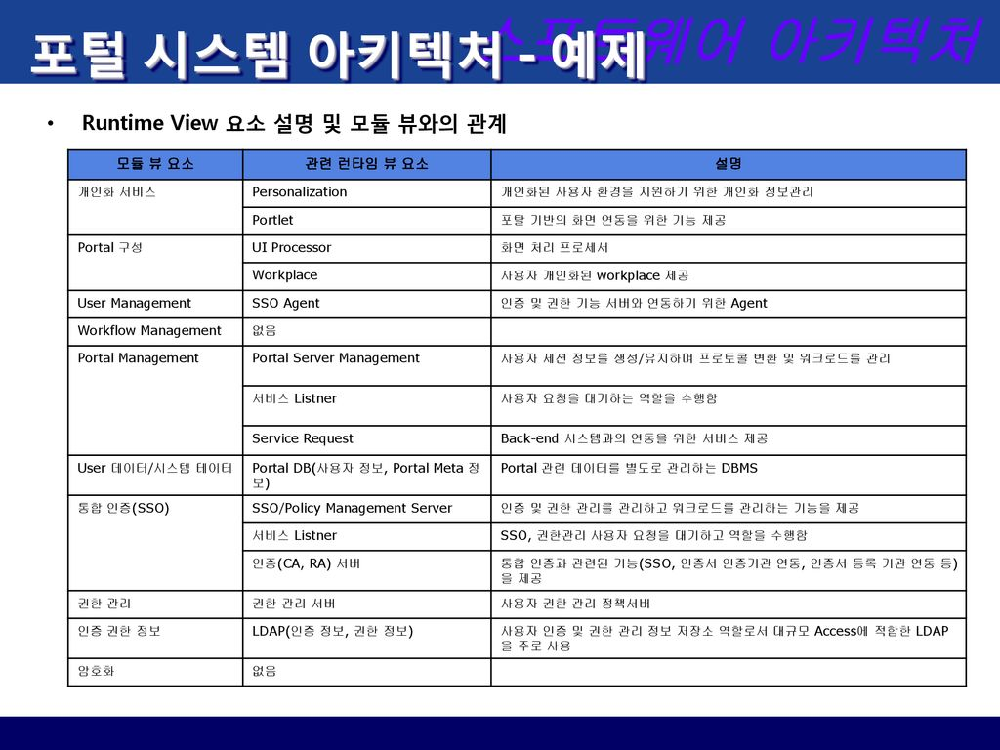 소프트웨어 아키텍처
포털 시스템 아키텍처 - 예제
• Runtime View 요소 설명 및 모듈 뷰와의 관계
모듈 뷰 요소 관련 런타임 뷰 요소 설명
개인화 서비스 Personalization 개인화된 사용자 환경을 지원하기 위한 개인화 정보관리
Portlet 포탈 기반의 화면 연동을 위한 기능 제공
Portal 구성 UI Processor 화면 처리 프로세서
Workplace 사용자 개인화된 workplace 제공
User Management SSO Agent 인증 및 권한 기능 서버와 연동하기 위한 Agent
Workflow Management 없음
Portal Management Portal Server Management 사용자 세션 정보를 생성/유지하며 프로토콜 변환 및 워크로드를 관리
서비스 Listner 사용자 요청을 대기하는 역할을 수행함
Service Request Back-end 시스템과의 연동을 위한 서비스 제공
User 데이터/시스템 테이터 Portal DB(사용자 정보, Portal Meta 정 Portal 관련 데이터를 별도로 관리하는 DBMS
보)
통합 인증(SSO) SSO/Policy Management Server 인증 및 권한 관리를 관리하고 워크로드를 관리하는 기능을 제공
서비스 Listner SSO, 권한관리 사용자 요청을 대기하고 역할을 수행함
인증(CA, RA) 서버 통합 인증과 관련된 기능(SSO, 인증서 인증기관 연동, 인증서 등록 기관 연동 등)
을 제공
권한 관리 권한 관리 서버 사용자 권한 관리 정책서버
인증 권한 정보 LDAP(인증 정보, 권한 정보) 사용자 인증 및 권한 관리 정보 저장소 역할로서 대규모 Access에 적합한 LDAP
을 주로 사용
암호화 없음